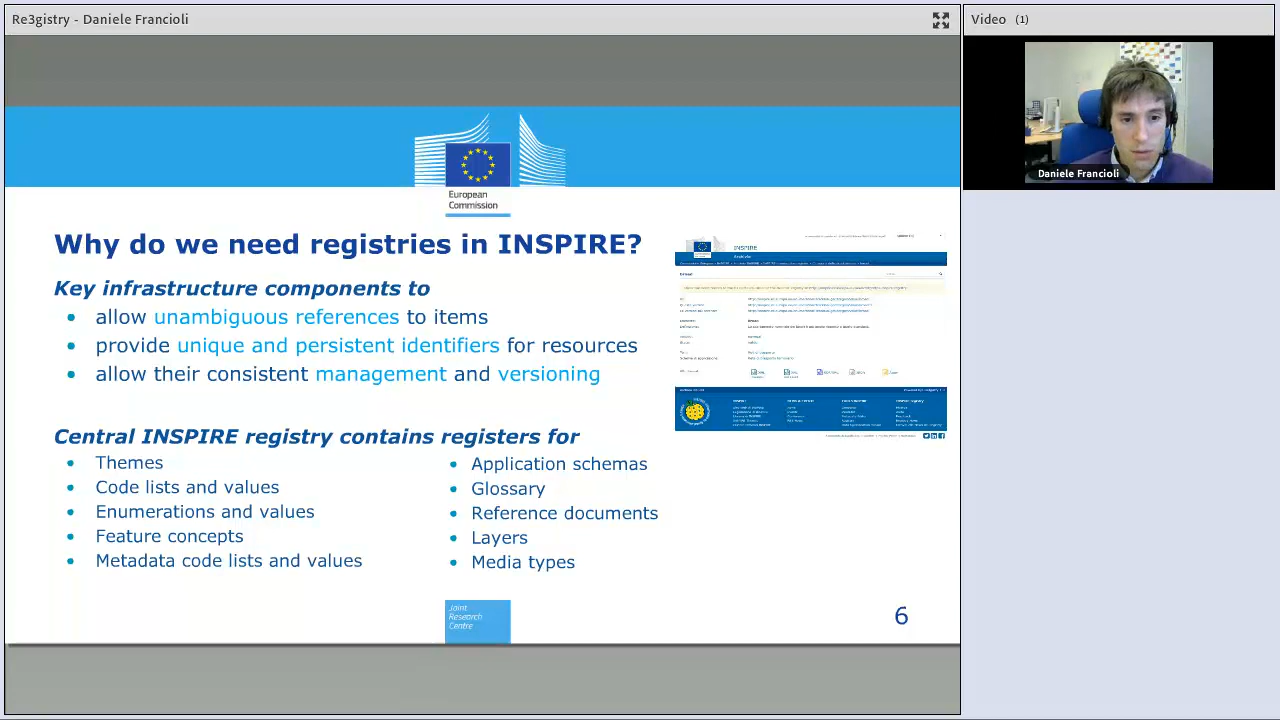 Re3gistry - Daniele Francioli
Video (1)
Daniele Francioli
European
Commission
Why do we need registries in INSPIRE?
Key infrastructure components to
• allow unambiguous references to items
• provide unique and persistent identifiers for resources
• allow their consistent management and versioning
Central INSPIRE registry contains registers for
• Themes
• Code lists and values
• Enumerations and values
• Feature concepts
• Metadata code lists and values
• Application schemas
• Glossary
• Reference documents
• Layers
• Media types
INSPIRE
Joint
Research
Centre
6